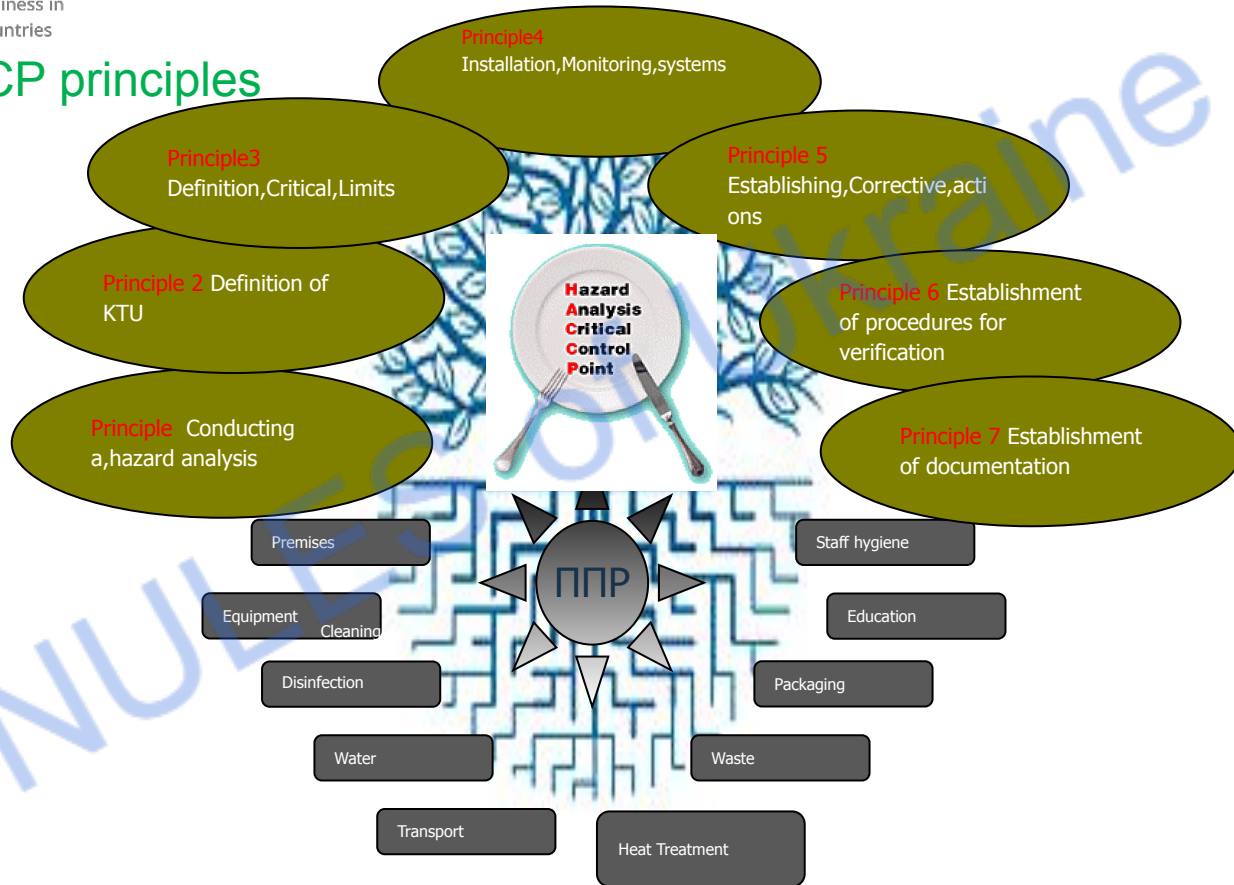 iness in
untries
CP principles
Principle4
Installation,Monitoring,systems
Principle3
Definition,Critical,Limits
Principle 5
Establishing,Corrective,acti
ons
Principle 2 Definition of
KTU
Hazard
Analysis
Critical
Control
Point
Principle 6 Establishment
of procedures for
verification
Principle Conducting
a,hazard analysis
Principle 7 Establishment
of documentation
Premises
Staff hygiene
ППР
Equipment
Cleaning
Education
Disinfection
Packaging
Water
Waste
Transport
Heat Treatment
NULES of Ukraine